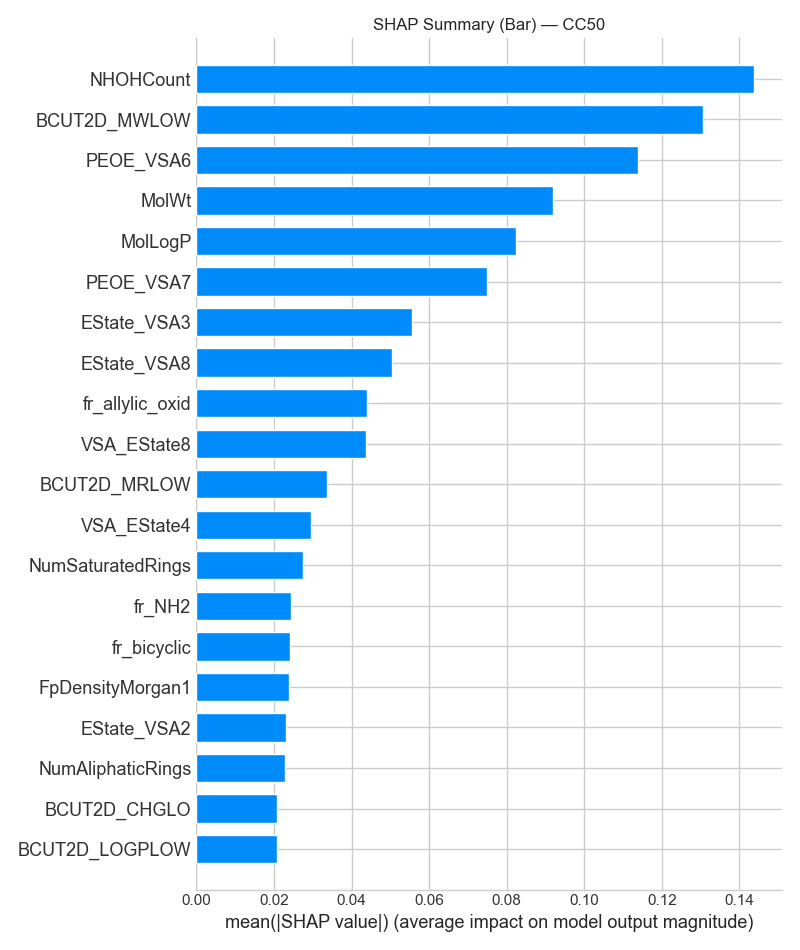 SHAP Summary (Bar) — CC50
NHOHCount
BCUT2D_MWLOW
PEOE_VSA6
MolWt
MolLogP
PEOE_VSA7
EState_VSA3
EState_VSA8
fr_allylic_oxid
VSA_EState8
BCUT2D_MRLOW
VSA_EState4
NumSaturatedRings
fr_NH2
fr_bicyclic
FpDensityMorgan1
EState_VSA2
NumAliphaticRings
BCUT2D_CHGLO
BCUT2D_LOGPLOW
0.00 0.02 0.04 0.06 0.08 0.10 0.12 0.14
mean(|SHAP value|) (average impact on model output magnitude)